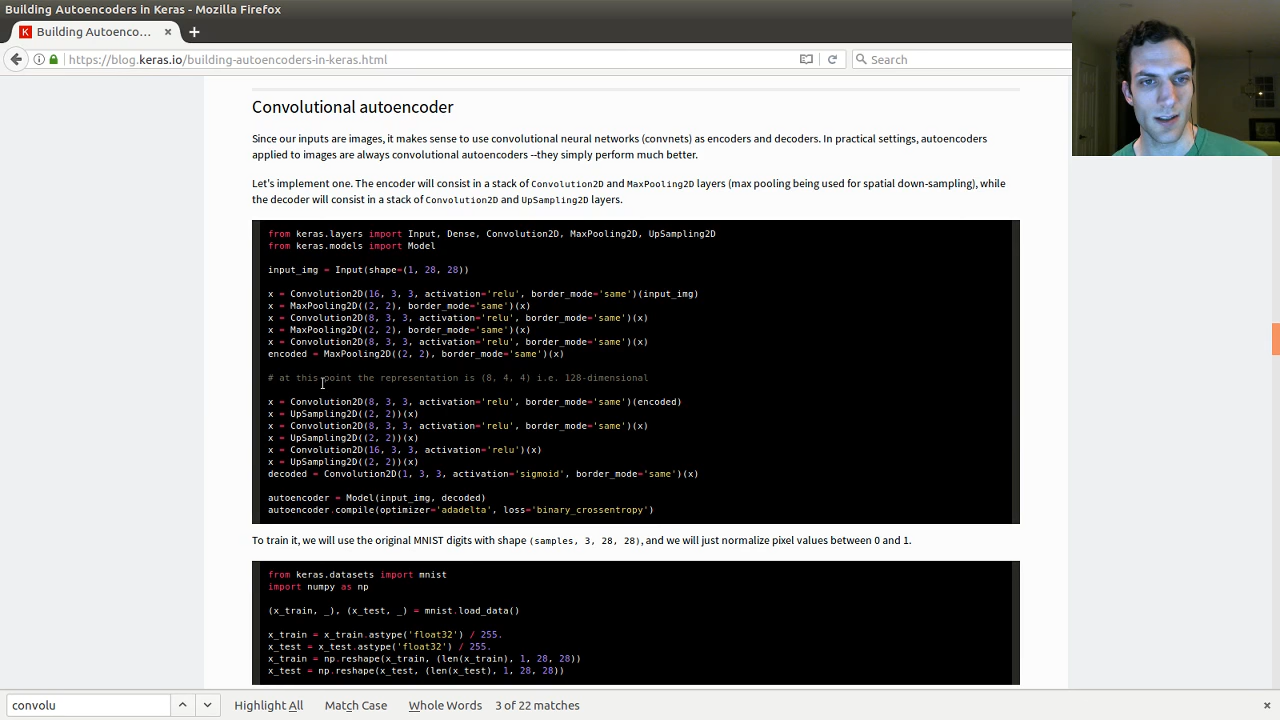 Building Autoencoders in Keras - Mozilla Firefox
Building Autoenco...
https://blog.keras.io/building-autoencoders-in-keras.html
Search
Convolutional autoencoder
Since our inputs are images, it makes sense to use convolutional neural networks (convnets) as encoders and decoders. In practical settings, autoencoders
applied to images are always convolutional autoencoders --they simply perform much better.
Let's implement one. The encoder will consist in a stack of Convolution2D and MaxPooling2D layers (max pooling being used for spatial down-sampling), while
the decoder will consist in a stack of Convolution2D and UpSampling2D layers.
from keras.layers import Input, Dense, Convolution2D, MaxPooling2D, UpSampling2D
from keras.models import Model
input_img = Input(shape=(1, 28, 28))
x = Convolution2D(16, 3, 3, activation='relu', border_mode='same')(input_img)
x = MaxPooling2D((2, 2), border_mode='same')(x)
x = Convolution2D(8, 3, 3, activation='relu', border_mode='same')(x)
x = MaxPooling2D((2, 2), border_mode='same')(x)
x = Convolution2D(8, 3, 3, activation='relu', border_mode='same')(x)
encoded = MaxPooling2D((2, 2), border_mode='same')(x)
# at this point the representation is (8, 4, 4) i.e. 128-dimensional
x = Convolution2D(8, 3, 3, activation='relu', border_mode='same')(encoded)
x = UpSampling2D((2, 2))(x)
x = Convolution2D(8, 3, 3, activation='relu', border_mode='same')(x)
x = UpSampling2D((2, 2))(x)
x = Convolution2D(16, 3, 3, activation='relu')(x)
x = UpSampling2D((2, 2))(x)
decoded = Convolution2D(1, 3, 3, activation='sigmoid', border_mode='same')(x)
autoencoder = Model(input_img, decoded)
autoencoder.compile(optimizer='adadelta', loss='binary_crossentropy')
To train it, we will use the original MNIST digits with shape (samples, 3, 28, 28), and we will just normalize pixel values between 0 and 1.
from keras.datasets import mnist
import numpy as np
(x_train, _), (x_test, _) = mnist.load_data()
x_train = x_train.astype('float32') / 255.
x_test = x_test.astype('float32') / 255.
x_train = np.reshape(x_train, (len(x_train), 1, 28, 28))
x_test = np.reshape(x_test, (len(x_test), 1, 28, 28))
convolu
Highlight All
Match Case
Whole Words
3 of 22 matches